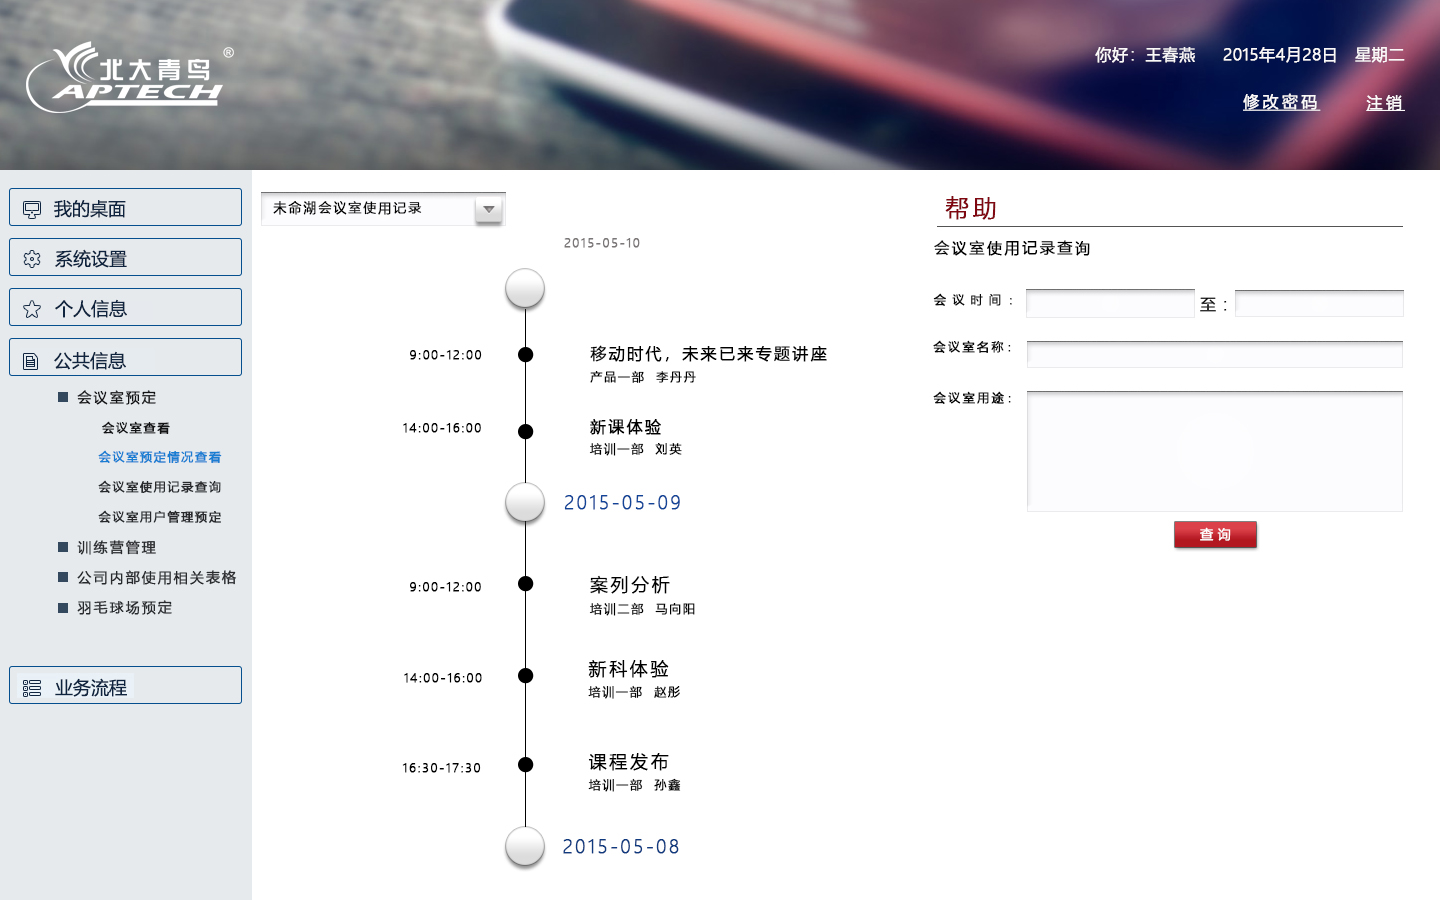 北大青鸟®
APTECH
你好：王春燕 2015年4月28日 星期二
修改密码 注销
我的桌面
系统设置
个人信息
公共信息
会议室预定
会议室查看
会议室预定情况查看
会议室使用记录查询
会议室用户管理预定
训练营管理
公司内部使用相关表格
羽毛球场预定
业务流程
未命湖会议室使用记录
2015-05-10
9:00-12:00 移动时代，未来已来专题讲座
产品一部 李丹丹
14:00-16:00 新课体验
培训一部 刘英
2015-05-09
9:00-12:00 案列分析
培训二部 马向阳
14:00-16:00 新科体验
培训一部 赵彤
16:30-17:30 课程发布
培训一部 孙鑫
2015-05-08
帮助
会议室使用记录查询
会议时间： 至：
会议室名称：
会议室用途：
查询